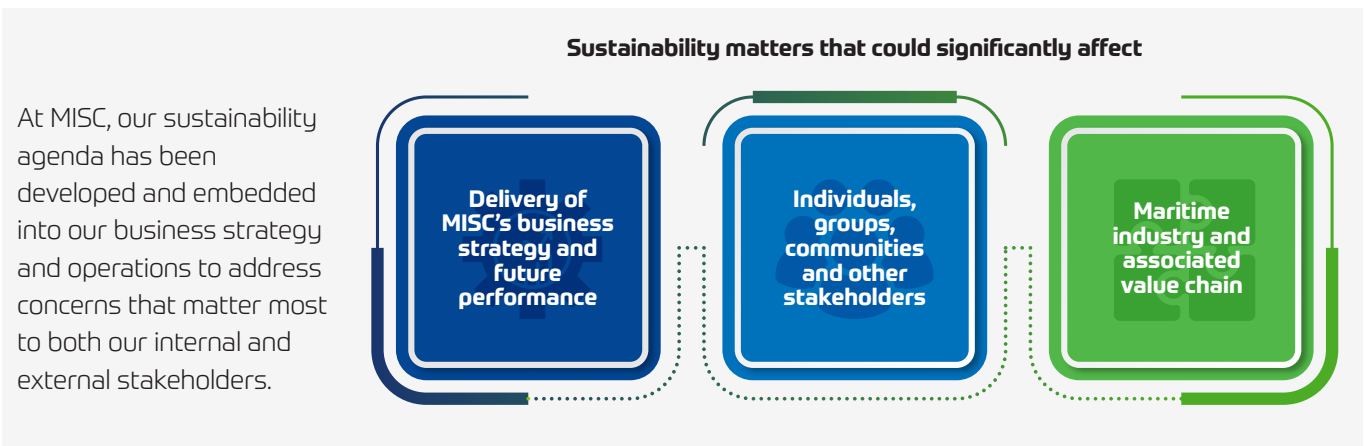 Sustainability matters that could significantly affect
At MISC, our sustainability
agenda has been
developed and embedded
into our business strategy
and operations to address
concerns that matter most
to both our internal and
external stakeholders.
Delivery of
MISC's business
strategy and
future
performance
Individuals,
groups,
communities
and other
stakeholders
Maritime
industry and
associated
value chain